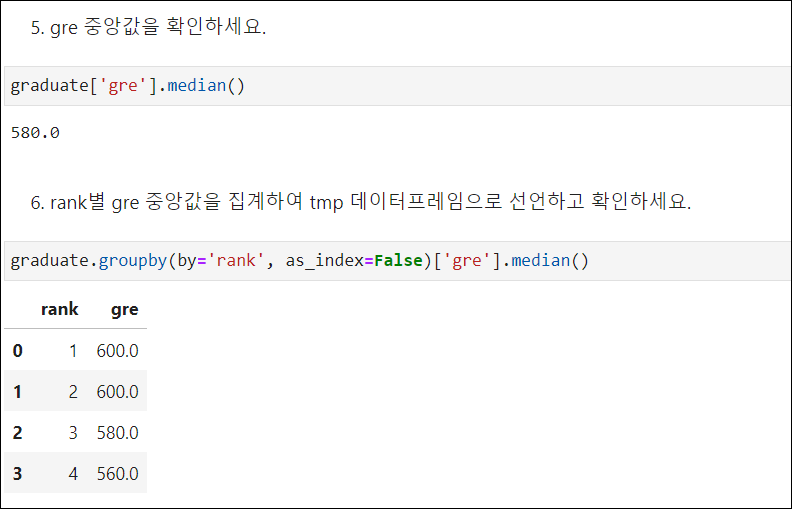 5. gre 중앙값을 확인하세요.
graduate['gre'].median()
580.0
6. rank별 gre 중앙값을 집계하여 tmp 데이터프레임으로 선언하고 확인하세요.
graduate.groupby(by='rank', as_index=False)['gre'].median()
rank gre
0 1 600.0
1 2 600.0
2 3 580.0
3 4 560.0